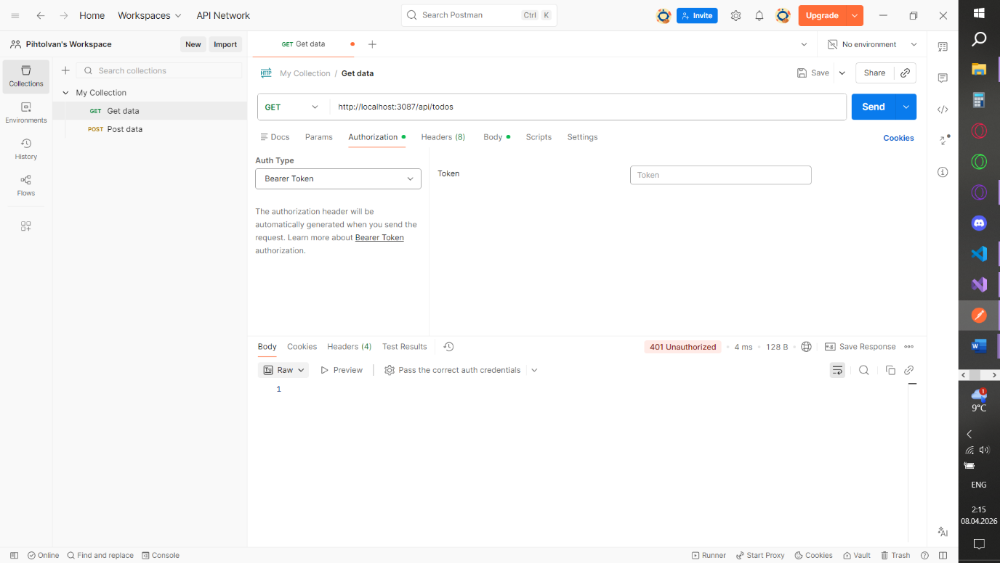 Home
Workspaces
API Network
Search Postman
Ctrl
K
Invite
Upgrade
Pihtolvan's Workspace
New
Import
GET Get data
No environment
Collections
Environments
History
Flows
Search collections
My Collection
GET Get data
POST Post data
HTTP
My Collection / Get data
Save
Share
GET
http://localhost:3087/api/todos
Send
Docs
Params
Authorization
Headers (8)
Body
Scripts
Settings
Cookies
Auth Type
Bearer Token
The authorization header will be
automatically generated when you send the
request. Learn more about Bearer Token
authorization.
Token
Token
Body
Cookies
Headers (4)
Test Results
401 Unauthorized
4 ms
128 B
e.g.
Save Response
Raw
Preview
Pass the correct auth credentials
1
Online
Find and replace
Console
Runner
Start Proxy
Cookies
Vault
Trash
AI
W
1
9°C
ENG
2:15
08.04.2026